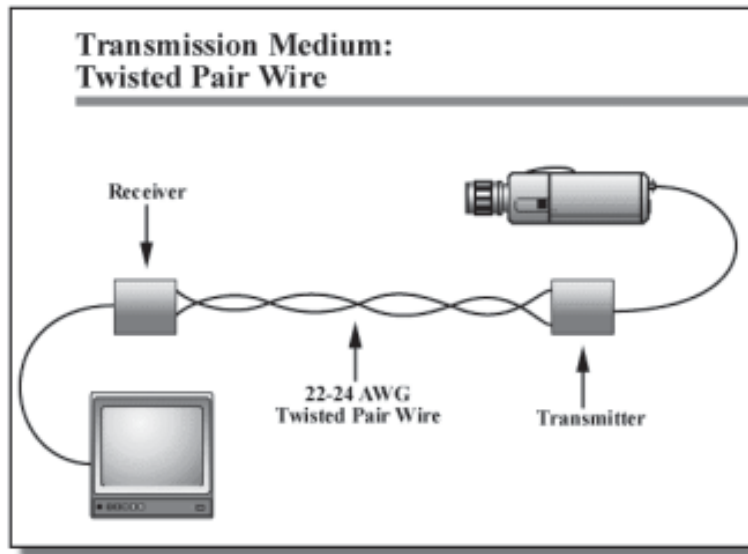 Transmission Medium:
Twisted Pair Wire
Receiver
22-24 AWG
Twisted Pair Wire
Transmitter